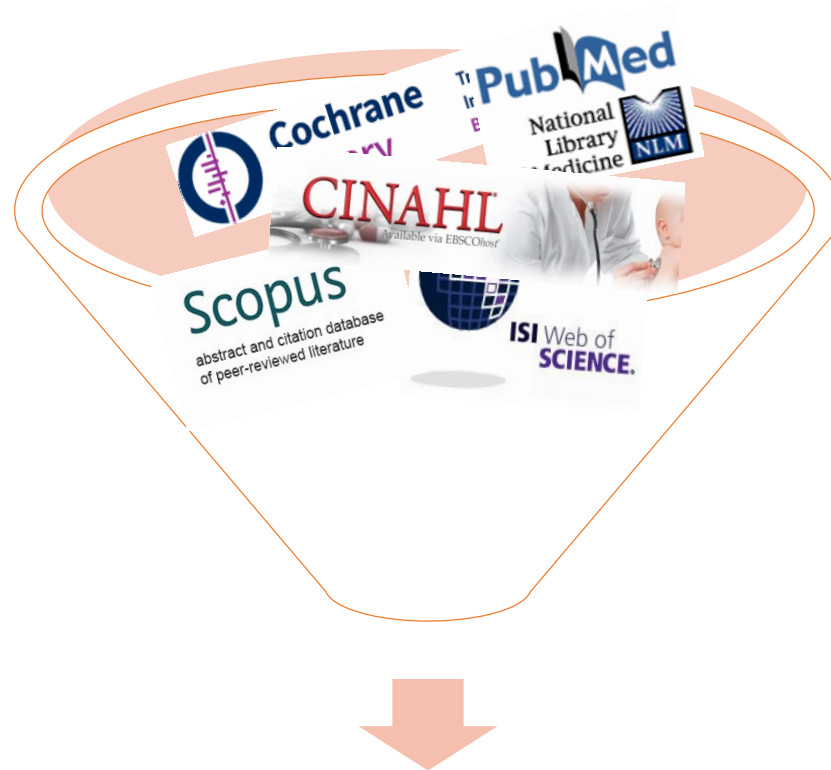 Cochrane
PubMed
National
Library
Medicine
NLM
CINAHL
Available via EBSCOhost
Scopus
abstract and citation database
of peer-reviewed literature
ISI Web of
SCIENCE.